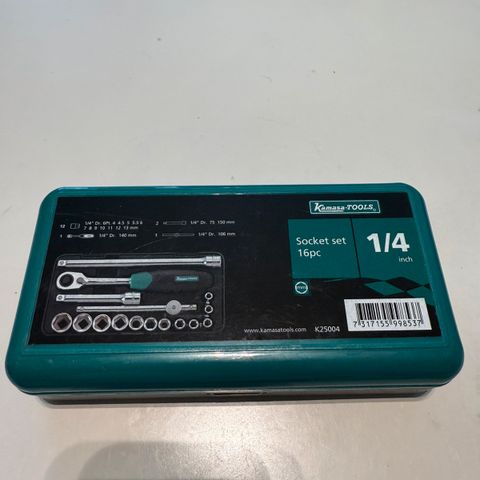 Kamasa-TOOLS®
12 1/4" Dr. 6Pt. 4 4.5 5 5.5 6
7 8 9 10 11 12 13 mm
2 1/4" Dr. 75 150 mm
1 1/4" Dr. 140 mm
1 1/4" Dr. 106 mm
Socket set
16pc
1/4
inch
mm
www.kamasatools.com
K25004
7 317155 998537